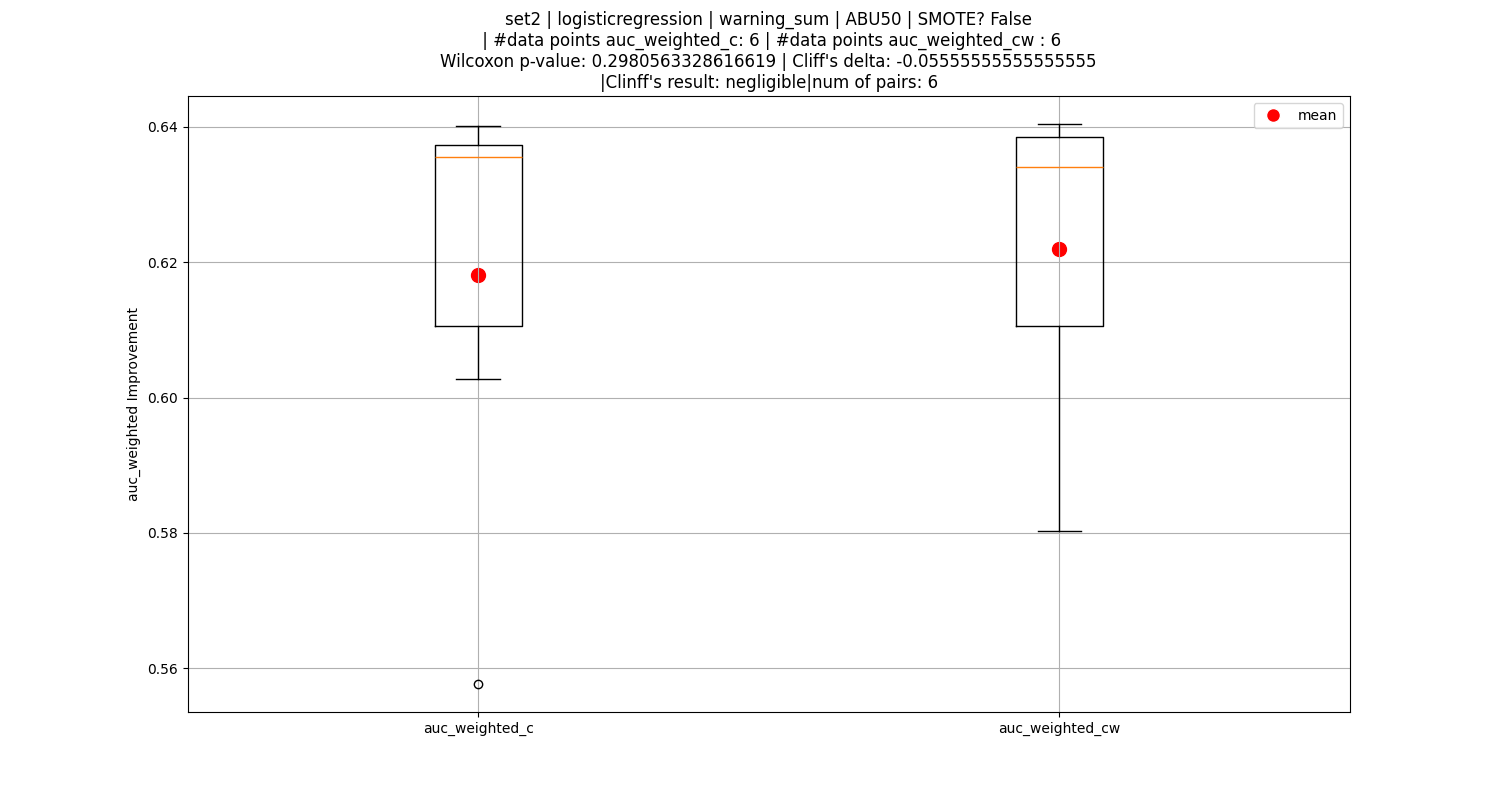 set2 | logisticregression | warning_sum | ABU50 | SMOTE? False
| #data points auc_weighted_c: 6 | #data points auc_weighted_cw : 6
Wilcoxon p-value: 0.2980563328616619 | Cliff's delta: -0.05555555555555555
|Clinff's result: negligible|num of pairs: 6
mean
0.64
0.62
0.60
0.58
0.56
auc_weighted Improvement
auc_weighted_c
auc_weighted_cw